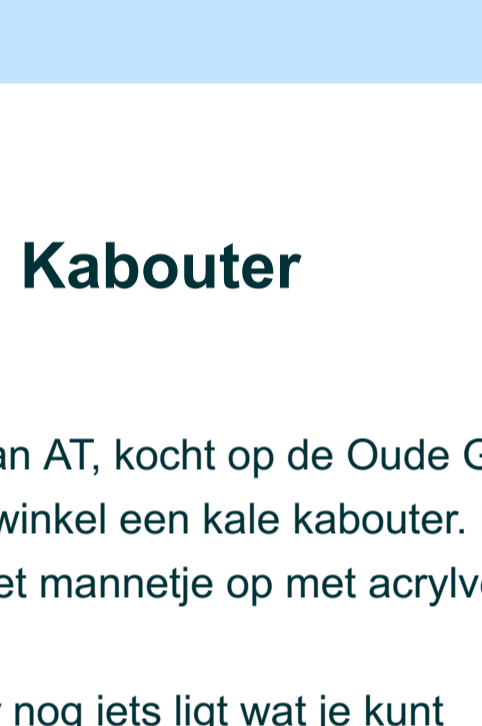 Kabouter
an AT, kocht op de Oude G
winkel een kale kabouter.
et mannetje op met acrylv
nog iets ligt wat je kunt